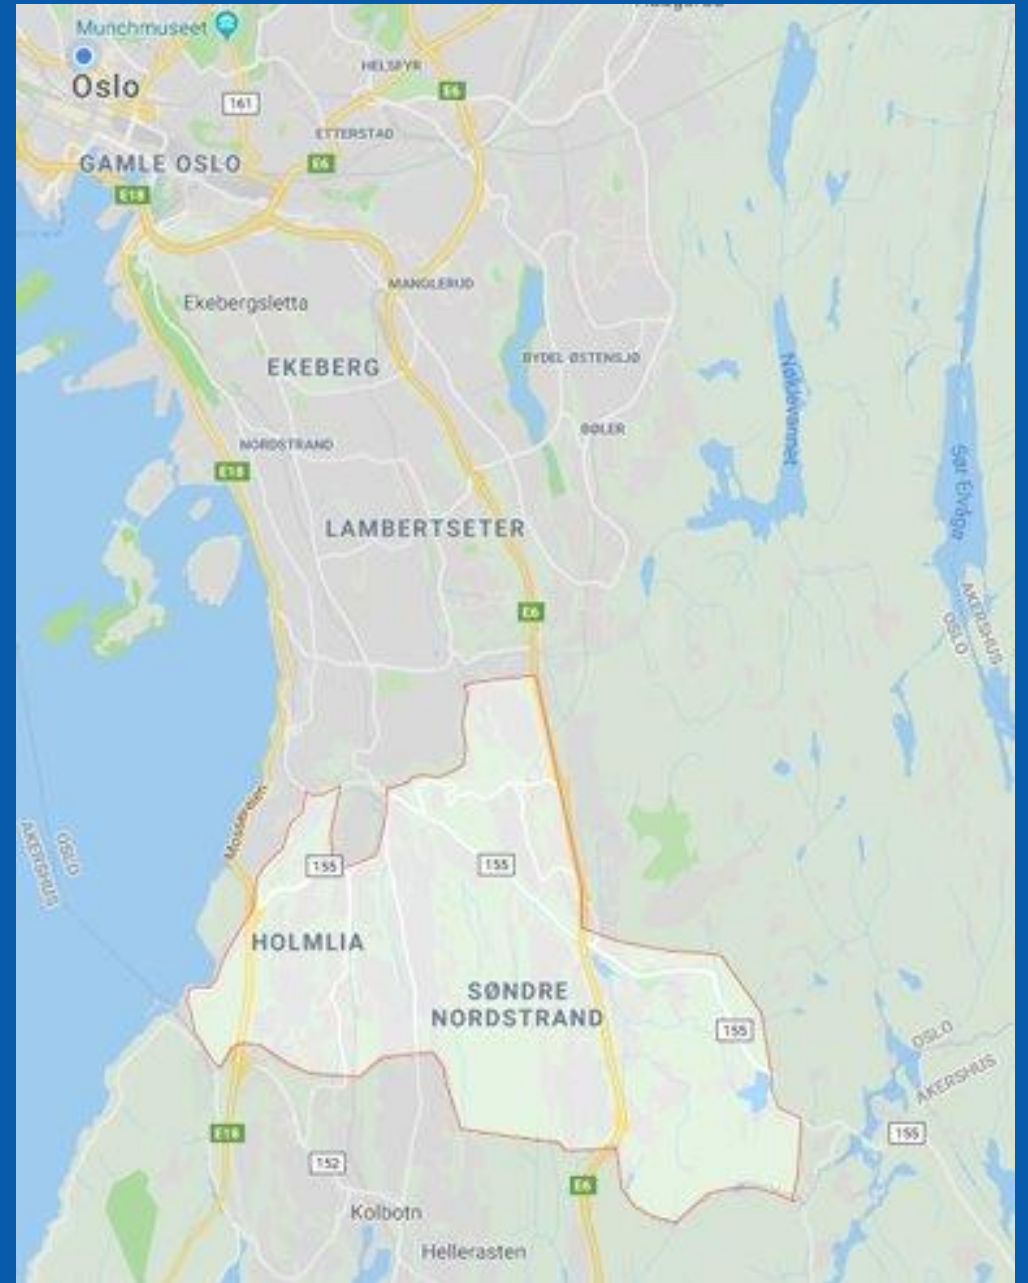 Munchmuseet
Oslo
HELSFYR
E6
161
ETTERSTAD
E6
GAMLE OSLO
E18
MANGLERUD
Ekebergsletta
BYDEL ØSTENSJØ
EKEBERG
Nøklevannet
BØLER
NORDSTRAND
E18
Sør Elvåga
LAMBERTSETER
E6
AKERSHUS
OSLO
Mosseveien
OSLO
AKERSHUS
155
155
HOLMLIA
SØNDRE
NORDSTRAND
155
OSLO
AKERSHUS
E18
155
152
E6
Kolbotn
Hellerasten